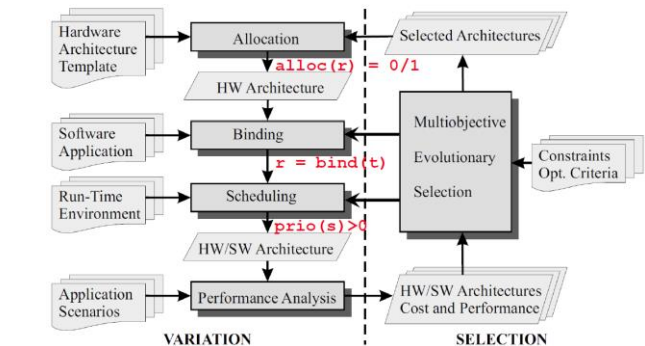 Hardware
Architecture
Template
Allocation
Selected Architectures
alloc(r) = 0/1
HW Architecture
Software
Application
Binding
Multiobjective
Evolutionary
Selection
Constraints
Opt. Criteria
r = bind(t)
Run-Time
Environment
Scheduling
prio(s)>0
HW/SW Architecture
Application
Scenarios
Performance Analysis
HW/SW Architectures
Cost and Performance
VARIATION
SELECTION